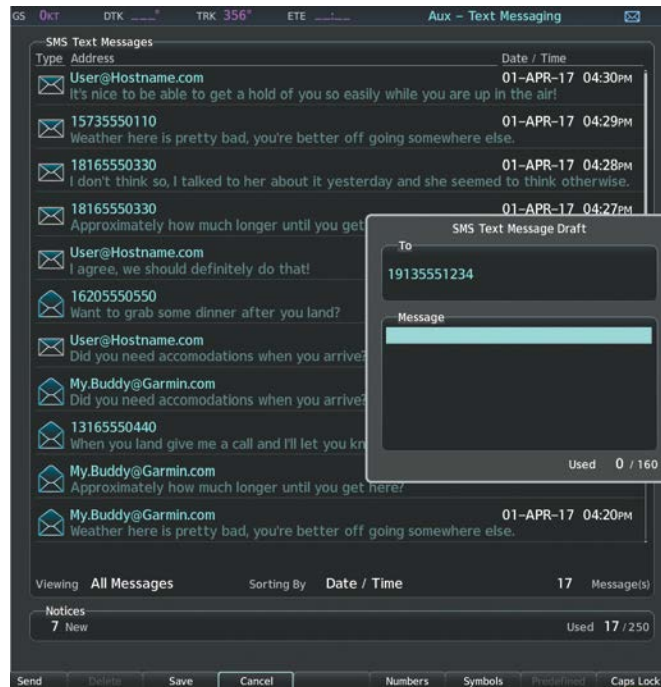 GS 0KT DTK ___° TRK 356° ETE __:__ Aux – Text Messaging
SMS Text Messages
Type Address Date / Time
User@Hostname.com 01–APR–17 04:30PM
It's nice to be able to get a hold of you so easily while you are up in the air!
15735550110 01–APR–17 04:29PM
Weather here is pretty bad, you're better off going somewhere else.
18165550330 01–APR–17 04:28PM
I don't think so, I talked to her about it yesterday and she seemed to think otherwise.
18165550330 01–APR–17 04:27PM
Approximately how much longer until you get
User@Hostname.com
I agree, we should definitely do that!
16205550550
Want to grab some dinner after you land?
User@Hostname.com
Did you need accomodations when you arrive?
My.Buddy@Garmin.com
Did you need accomodations when you arrive?
13165550440
When you land give me a call and I'll let you kn
My.Buddy@Garmin.com
Approximately how much longer until you get here?
My.Buddy@Garmin.com 01–APR–17 04:20PM
Weather here is pretty bad, you're better off going somewhere else.
SMS Text Message Draft
To
19135551234
Message
Used 0 / 160
Viewing All Messages Sorting By Date / Time 17 Message(s)
Notices
7 New Used 17 / 250
Send Delete Save Cancel Numbers Symbols Predefined Caps Lock